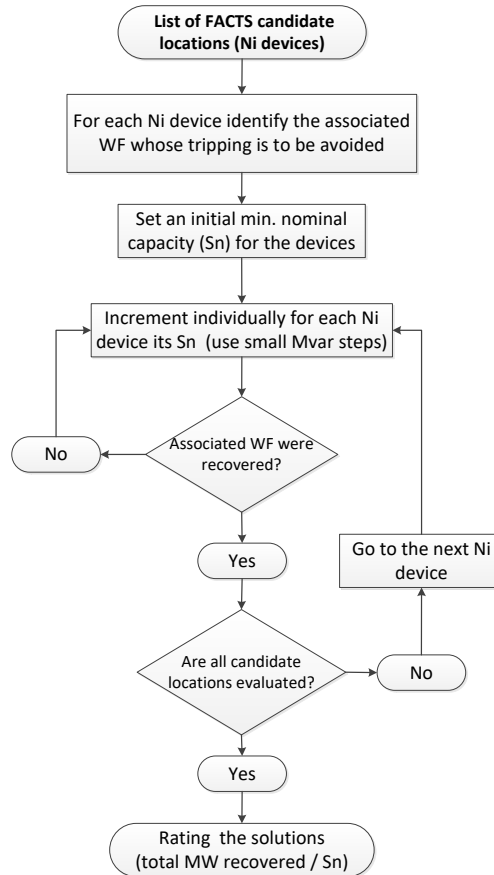 List of FACTS candidate
locations (Ni devices)
For each Ni device identify the associated
WF whose tripping is to be avoided
Set an initial min. nominal
capacity (Sn) for the devices
Increment individually for each Ni
device its Sn (use small Mvar steps)
Associated WF were
recovered?
No
Yes
Go to the next Ni
device
Are all candidate
locations evaluated?
No
Yes
Rating the solutions
(total MW recovered / Sn)